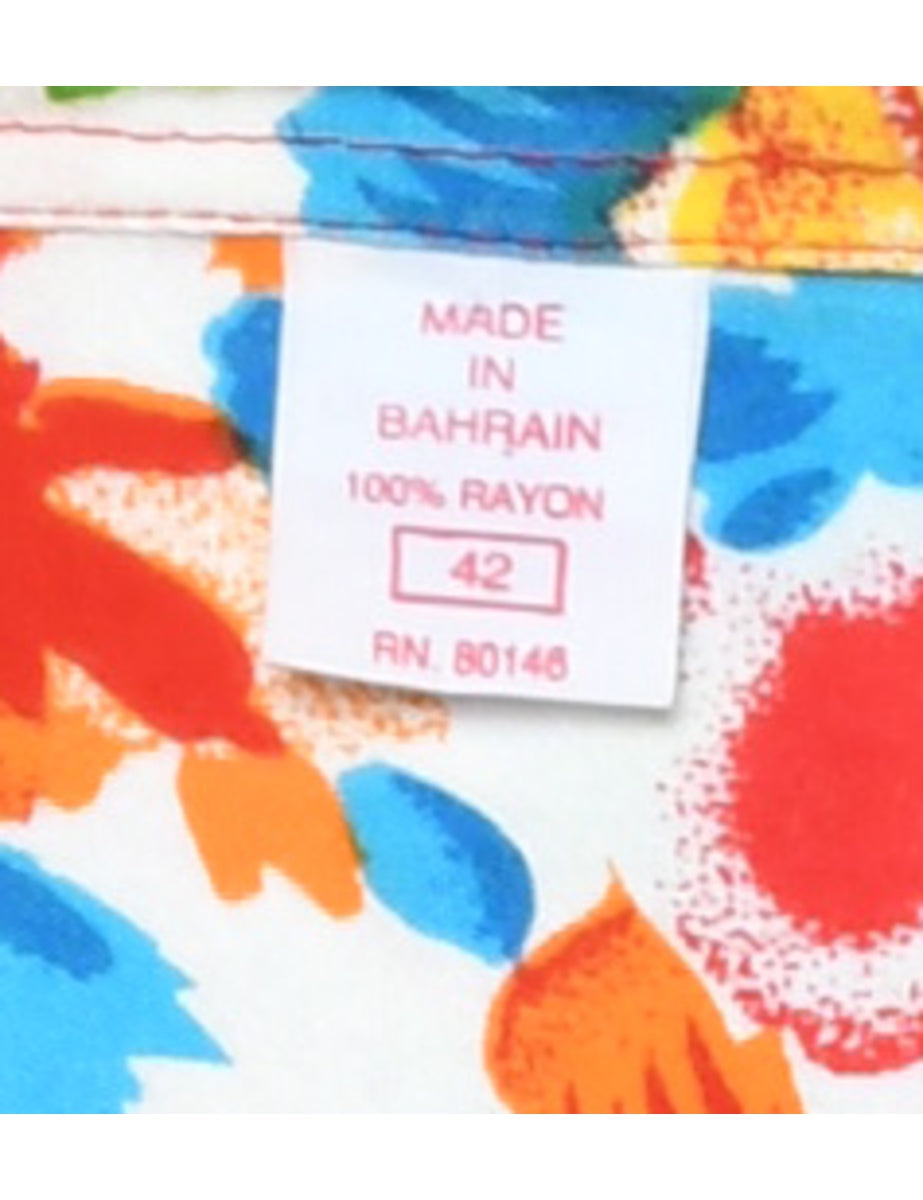 MADE
IN
BAHRAIN
100% RAYON
42
RN. 80146